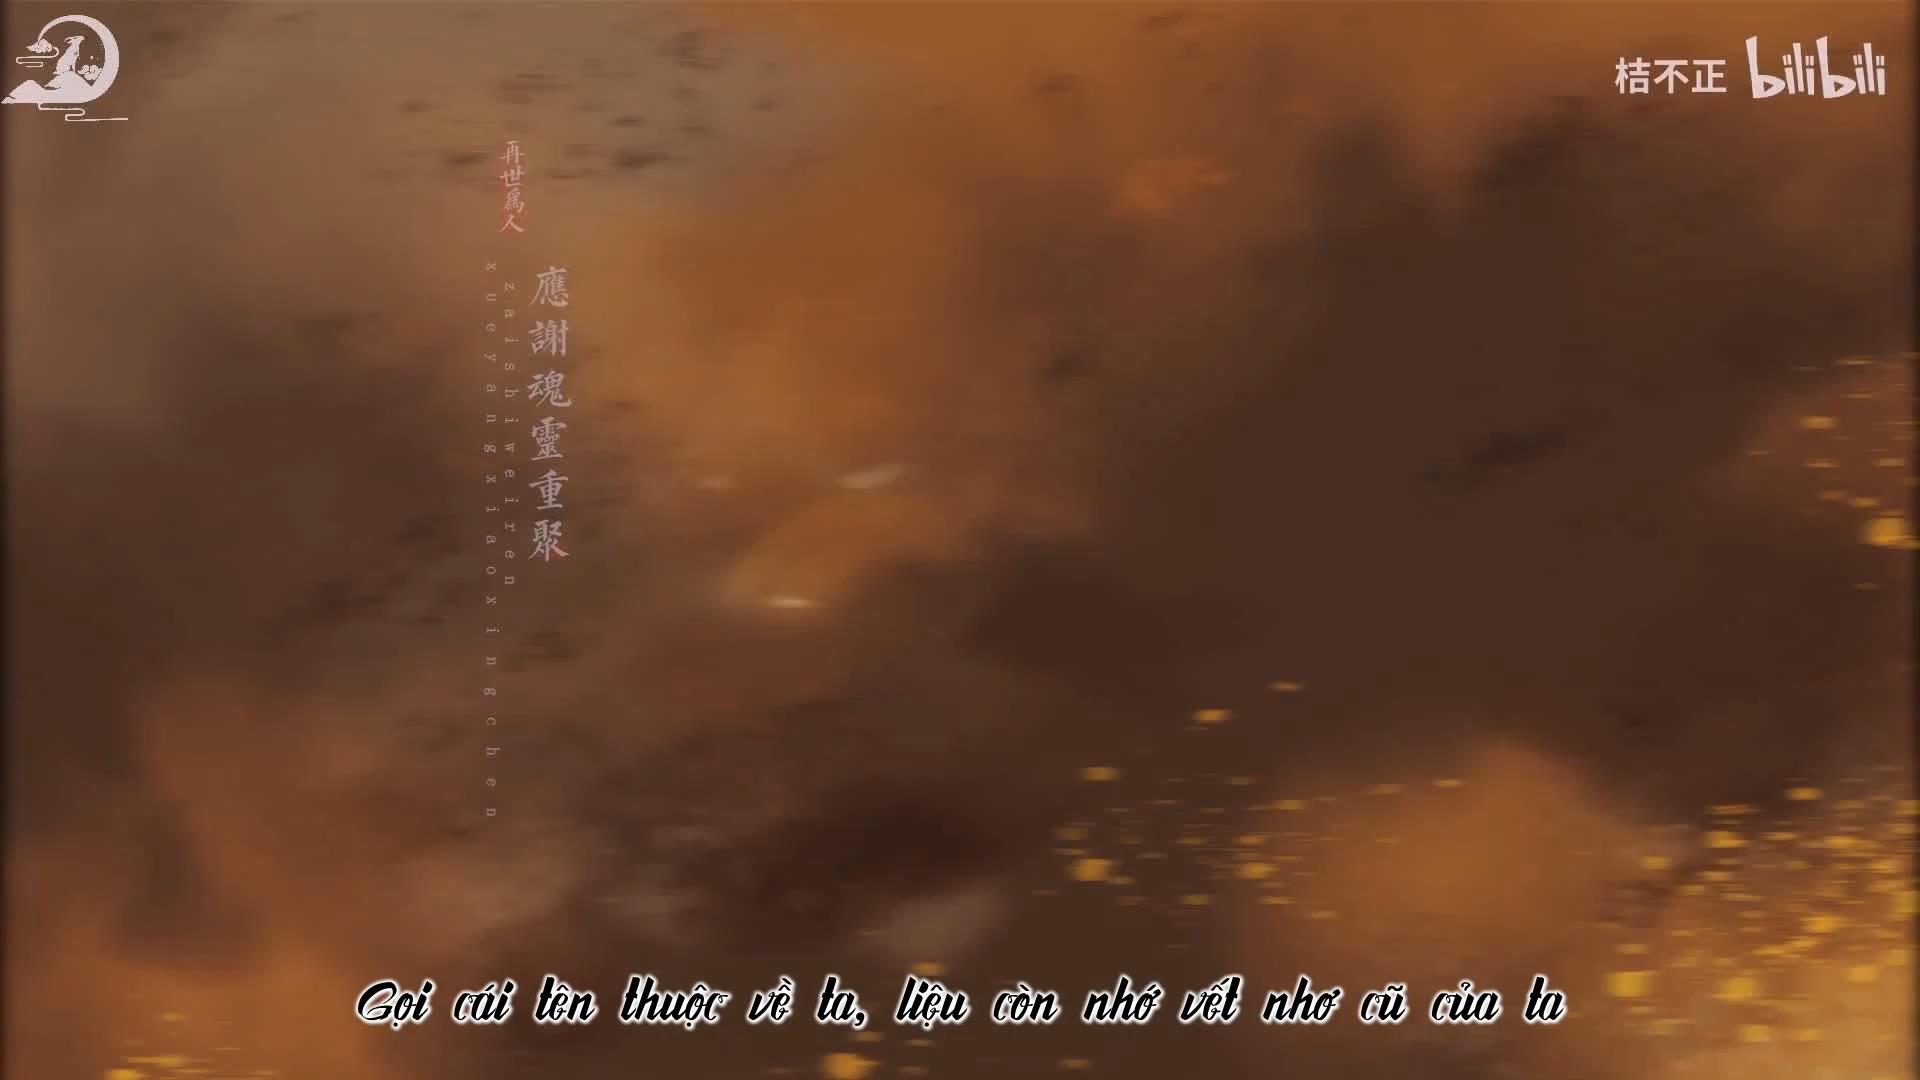 桔不正 bilibili
再世爲人
應謝魂靈重聚
zaishiweiren
xueyangxiaoxingchen
Gọi cái tên thuộc về ta, liệu còn nhớ vết nhơ cũ của ta